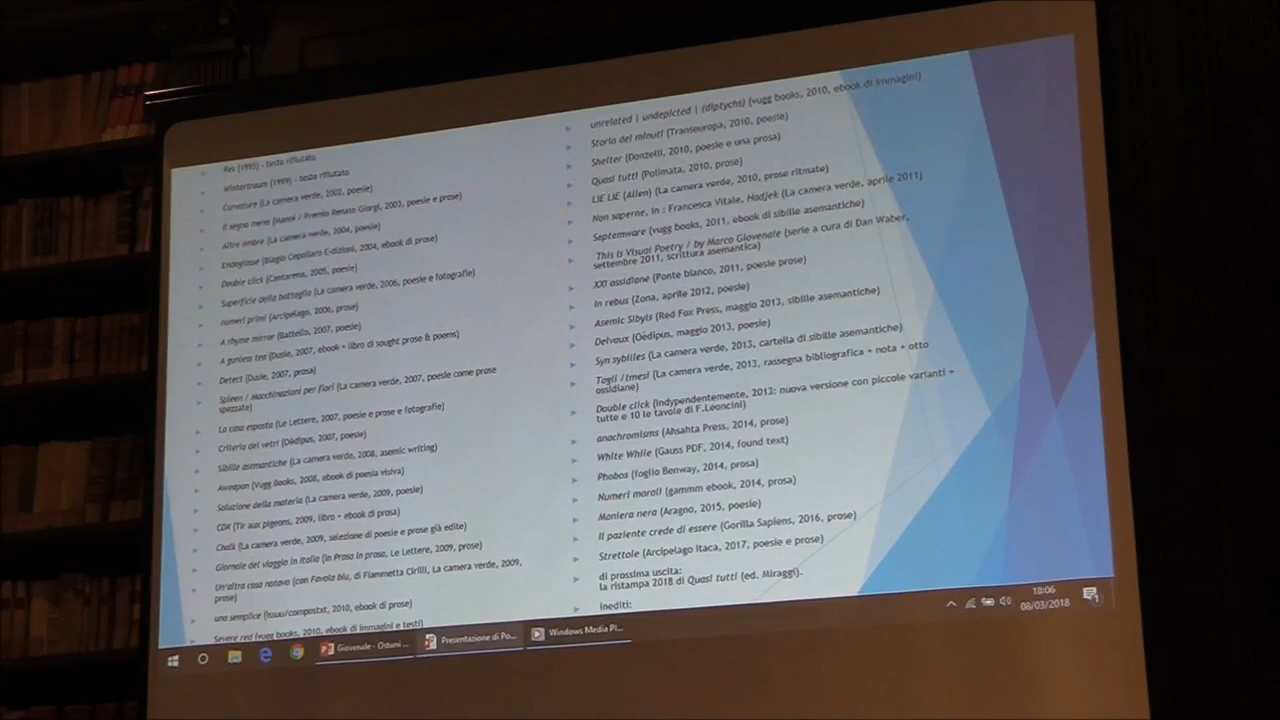 Res (1995) - testo rifiutato
Wintertraum (1999) - testo rifiutato
Curvature (La camera verde, 2002, poesie)
Il segno meno (Manni / Premio Renato Giorgi, 2003, poesie e prose)
Altre ombre (La camera verde, 2004, poesie)
Endoglosse (Biagio Cepollaro E-dizioni, 2004, ebook di prose)
Double click (Cantarena, 2005, poesie)
Superficie della battaglia (La camera verde, 2006, poesie e fotografie)
numeri primi (Arcipelago, 2006, prose)
A rhyme mirror (Battello, 2007, poesie)
A gunless tea (Dusie, 2007, ebook + libro di sought prose & poems)
Detect (Dusie, 2007, prosa)
Spleen / Macchinazioni per fiori (La camera verde, 2007, poesie come prose
spezzate)
La casa esposta (Le Lettere, 2007, poesie e prose e fotografie)
Criterio dei vetri (Oèdipus, 2007, poesie)
Sibille asemantiche (La camera verde, 2008, asemic writing)
Aweapon (Vugg Books, 2008, ebook di poesia visiva)
Soluzione della materia (La camera verde, 2009, poesie)
CDK (Tir aux pigeons, 2009, libro + ebook di prosa)
Chalk (La camera verde, 2009, selezione di poesie e prose già edite)
Giornale del viaggio in Italia (in Prosa in prosa, Le Lettere, 2009, prose)
Un'altra cosa notavo (con Favola blu, di Fiammetta Cirilli, La camera verde, 2009,
prose)
una semplice (issuu/compostxt, 2010, ebook di prose)
Severe red (vugg books, 2010, ebook di immagini e testi)
unrelated | undepicted | (diptychs) (vugg books, 2010, ebook di immagini)
Storia dei minuti (Transeuropa, 2010, poesie)
Shelter (Donzelli, 2010, poesie e una prosa)
Quasi tutti (Polìmata, 2010, prose)
LIE LIE (Allen) (La camera verde, 2010, prose ritmate)
Non saperne, in : Francesca Vitale, Hadjek (La camera verde, aprile 2011)
Septemware (vugg books, 2011, ebook di sibille asemantiche)
This is Visual Poetry / by Marco Giovenale (serie a cura di Dan Waber,
settembre 2011, scrittura asemantica)
XXI ossidiane (Ponte bianco, 2011, poesie prose)
In rebus (Zona, aprile 2012, poesie)
Asemic Sibyls (Red Fox Press, maggio 2013, sibille asemantiche)
Delvaux (Oèdipus, maggio 2013, poesie)
Syn sybilles (La camera verde, 2013, cartella di sibille asemantiche)
Tagli /tmesi (La camera verde, 2013, rassegna bibliografica + nota + otto
ossidiane)
Double click (Indypendentemente, 2013: nuova versione con piccole varianti +
tutte e 10 le tavole di F.Leoncini)
anachromisms (Ahsahta Press, 2014, prose)
White While (Gauss PDF, 2014, found text)
Phobos (foglio Benway, 2014, prosa)
Numeri morali (gammm ebook, 2014, prosa)
Maniera nera (Aragno, 2015, poesie)
Il paziente crede di essere (Gorilla Sapiens, 2016, prose)
Strettoie (Arcipelago Itaca, 2017, poesie e prose)
di prossima uscita:
la ristampa 2018 di Quasi tutti (ed. Miraggi).
inediti:
Giovenale - Ostuni ...
Presentazione di Po...
Windows Media Pl...
18:06
08/03/2018
1